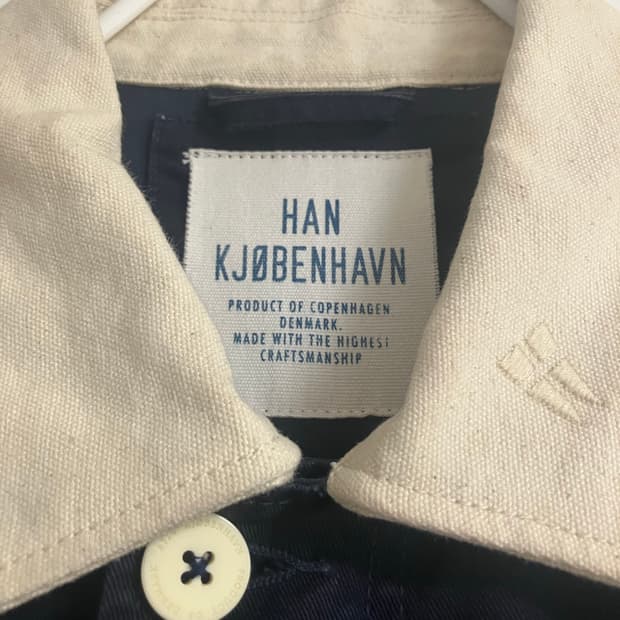 HAN
KJØBENHAVN
PRODUCT OF COPENHAGEN
DENMARK.
MADE WITH THE HIGHEST
CRAFTSMANSHIP